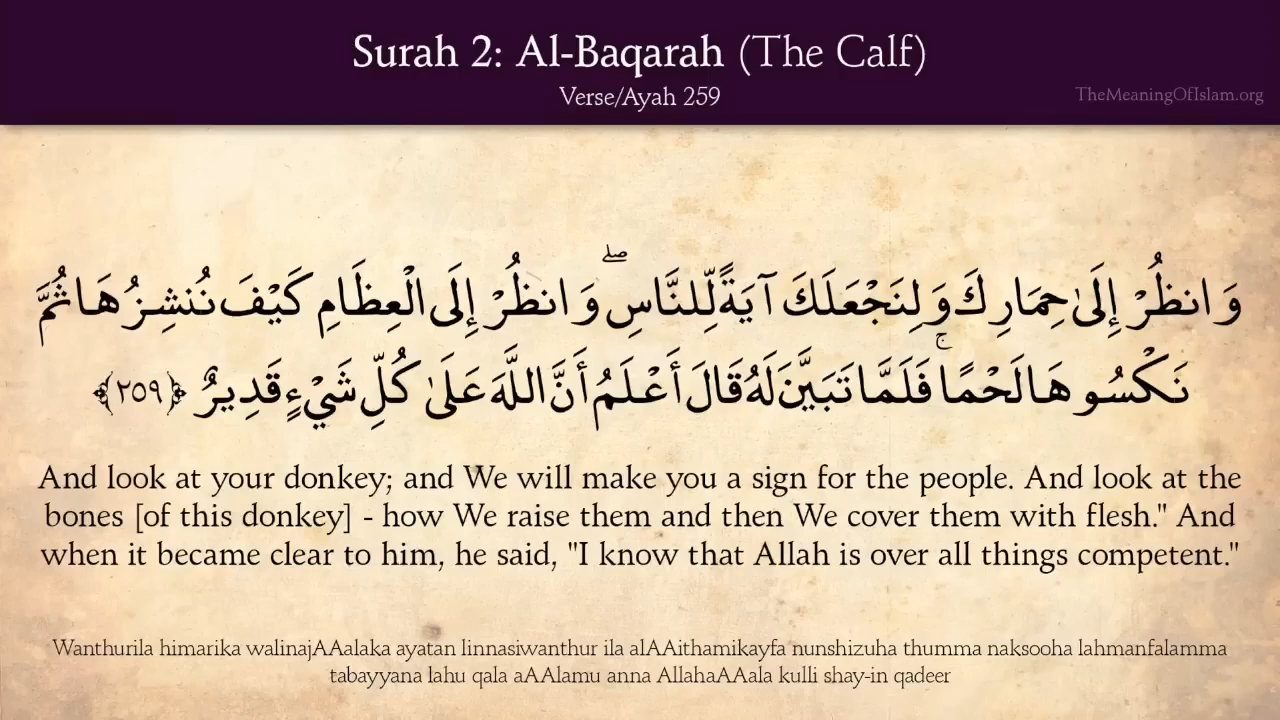 Surah 2: Al-Baqarah (The Calf)
Verse/Ayah 259
TheMeaningOfIslam.org
وَانظُرْ إِلَىٰ حِمَارِكَ وَلِنَجْعَلَكَ آيَةً لِّلنَّاسِ ۖ وَانظُرْ إِلَى الْعِظَامِ كَيْفَ نُنشِزُهَا ثُمَّ
نَكْسُوهَا لَحْمًا ۚ فَلَمَّا تَبَيَّنَ لَهُ قَالَ أَعْلَمُ أَنَّ اللَّهَ عَلَىٰ كُلِّ شَيْءٍ قَدِيرٌ ﴿٢٥٩﴾
And look at your donkey; and We will make you a sign for the people. And look at the
bones [of this donkey] - how We raise them and then We cover them with flesh." And
when it became clear to him, he said, "I know that Allah is over all things competent."
Wanthurila himarika walinajAAalaka ayatan linnasiwanthur ila alAAithamikayfa nunshizuha thumma naksooha lahmanfalamma
tabayyana lahu qala aAAlamu anna AllahaAAala kulli shay-in qadeer